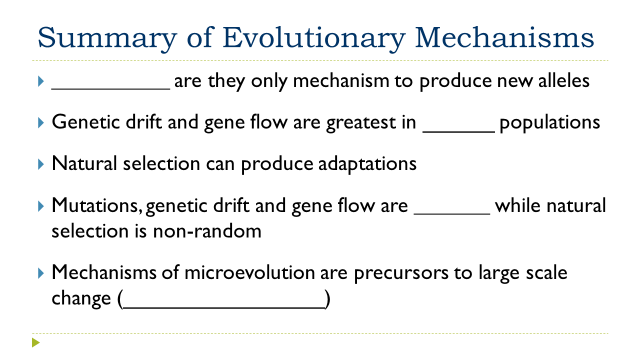 Summary of Evolutionary Mechanisms
___________ are they only mechanism to produce new alleles
Genetic drift and gene flow are greatest in _______ populations
Natural selection can produce adaptations
Mutations, genetic drift and gene flow are _______ while natural
selection is non-random
Mechanisms of microevolution are precursors to large scale
change (___________________)